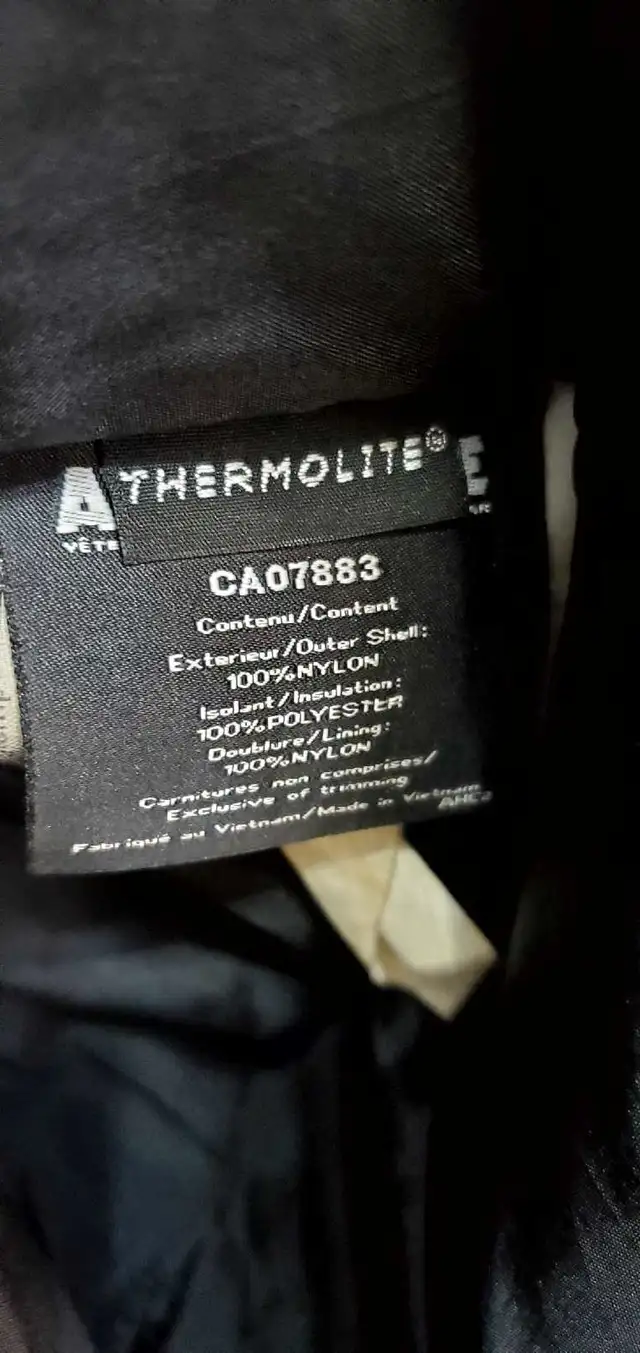 THERMOLITE®
A E
VÊTE
CA07883
Contenu/Content
Exterieur/Outer Shell:
100%NYLON
Isolant/Insulation:
100%POLYESTER
Doublure/Lining:
100%NYLON
Garnitures non comprises/
Exclusive of trimming
Fabriqué au Vietnam/Made in Vietnam